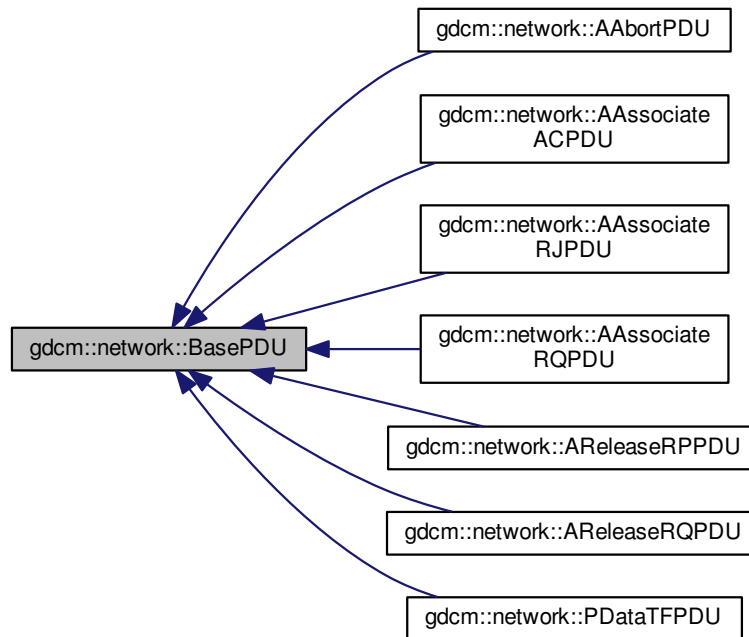 gdcm::network::AAbortPDU
gdcm::network::AAssociate
ACPDU
gdcm::network::AAssociate
RJPDU
gdcm::network::BasePDU
gdcm::network::AAssociate
RQPDU
gdcm::network::AReleaseRPPDU
gdcm::network::AReleaseRQPDU
gdcm::network::PDataTFPDU